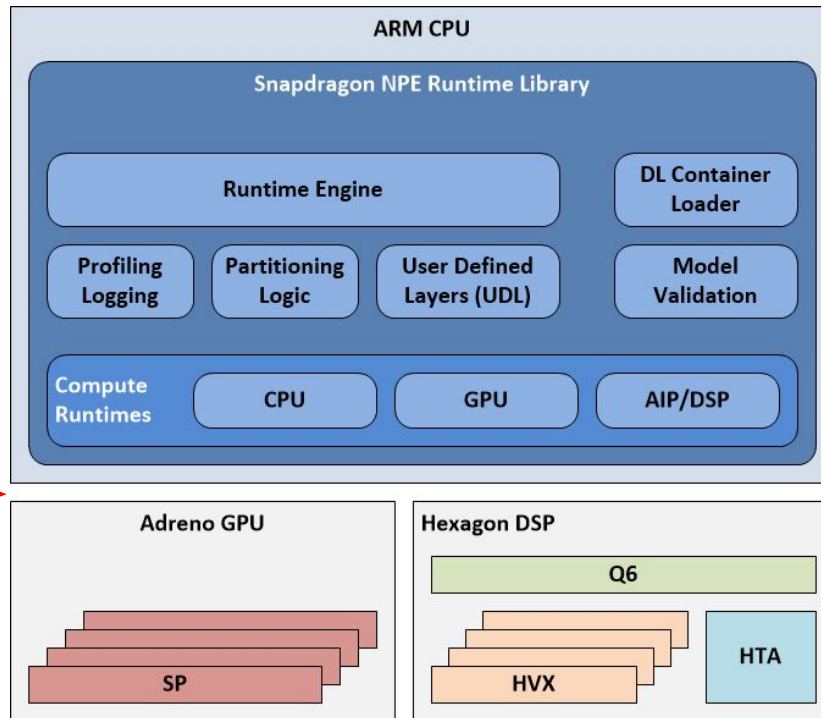 ARM CPU
Snapdragon NPE Runtime Library
Runtime Engine
DL Container
Loader
Profiling
Logging
Partitioning
Logic
User Defined
Layers (UDL)
Model
Validation
Compute
Runtimes
CPU
GPU
AIP/DSP
Adreno GPU
Hexagon DSP
Q6
SP
HVX
HTA